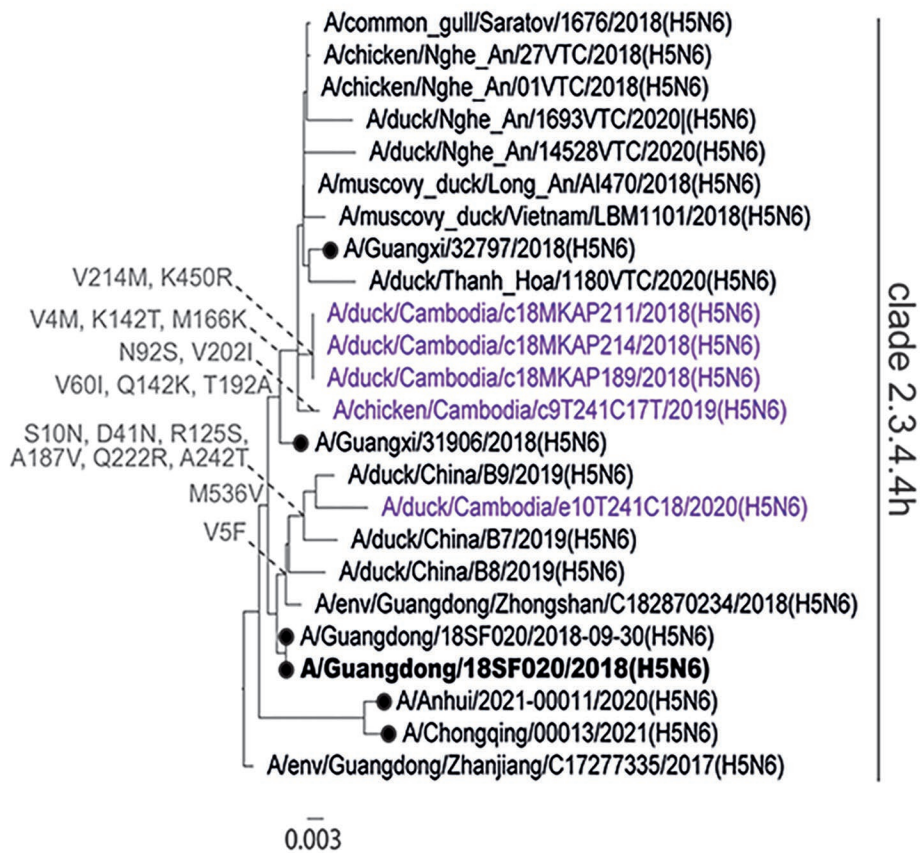 A/common_gull/Saratov/1676/2018(H5N6)
A/chicken/Nghe_An/27VTC/2018(H5N6)
A/chicken/Nghe_An/01VTC/2018(H5N6)
A/duck/Nghe_An/1693VTC/2020|(H5N6)
A/duck/Nghe_An/14528VTC/2020(H5N6)
A/muscovy_duck/Long_An/AI470/2018(H5N6)
A/muscovy_duck/Vietnam/LBM1101/2018(H5N6)
A/Guangxi/32797/2018(H5N6)
A/duck/Thanh_Hoa/1180VTC/2020(H5N6)
A/duck/Cambodia/c18MKAP211/2018(H5N6)
A/duck/Cambodia/c18MKAP214/2018(H5N6)
A/duck/Cambodia/c18MKAP189/2018(H5N6)
A/chicken/Cambodia/c9T241C17T/2019(H5N6)
A/Guangxi/31906/2018(H5N6)
A/duck/China/B9/2019(H5N6)
A/duck/Cambodia/e10T241C18/2020(H5N6)
A/duck/China/B7/2019(H5N6)
A/duck/China/B8/2019(H5N6)
A/env/Guangdong/Zhongshan/C182870234/2018(H5N6)
A/Guangdong/18SF020/2018-09-30(H5N6)
A/Guangdong/18SF020/2018(H5N6)
A/Anhui/2021-00011/2020(H5N6)
A/Chongqing/00013/2021(H5N6)
A/env/Guangdong/Zhanjiang/C17277335/2017(H5N6)
V214M, K450R
V4M, K142T, M166K
N92S, V202I
V60I, Q142K, T192A
S10N, D41N, R125S,
A187V, Q222R, A242T
M536V
V5F
clade 2.3.4.4h
0.003